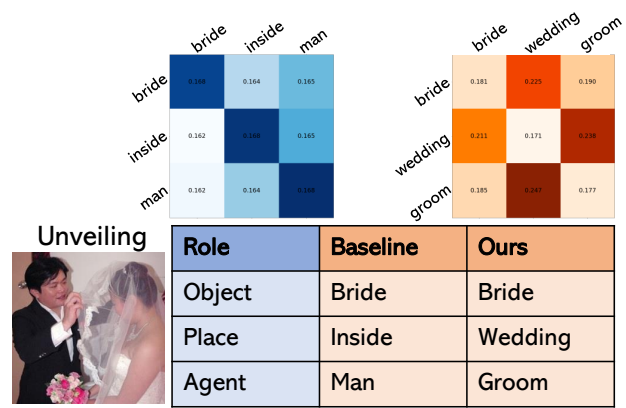 bride inside man
bride 0.168 0.164 0.165
inside 0.162 0.168 0.165
man 0.162 0.164 0.168
bride wedding groom
bride 0.181 0.225 0.190
wedding 0.211 0.171 0.238
groom 0.185 0.247 0.177
Unveiling
Role Baseline Ours
Object Bride Bride
Place Inside Wedding
Agent Man Groom